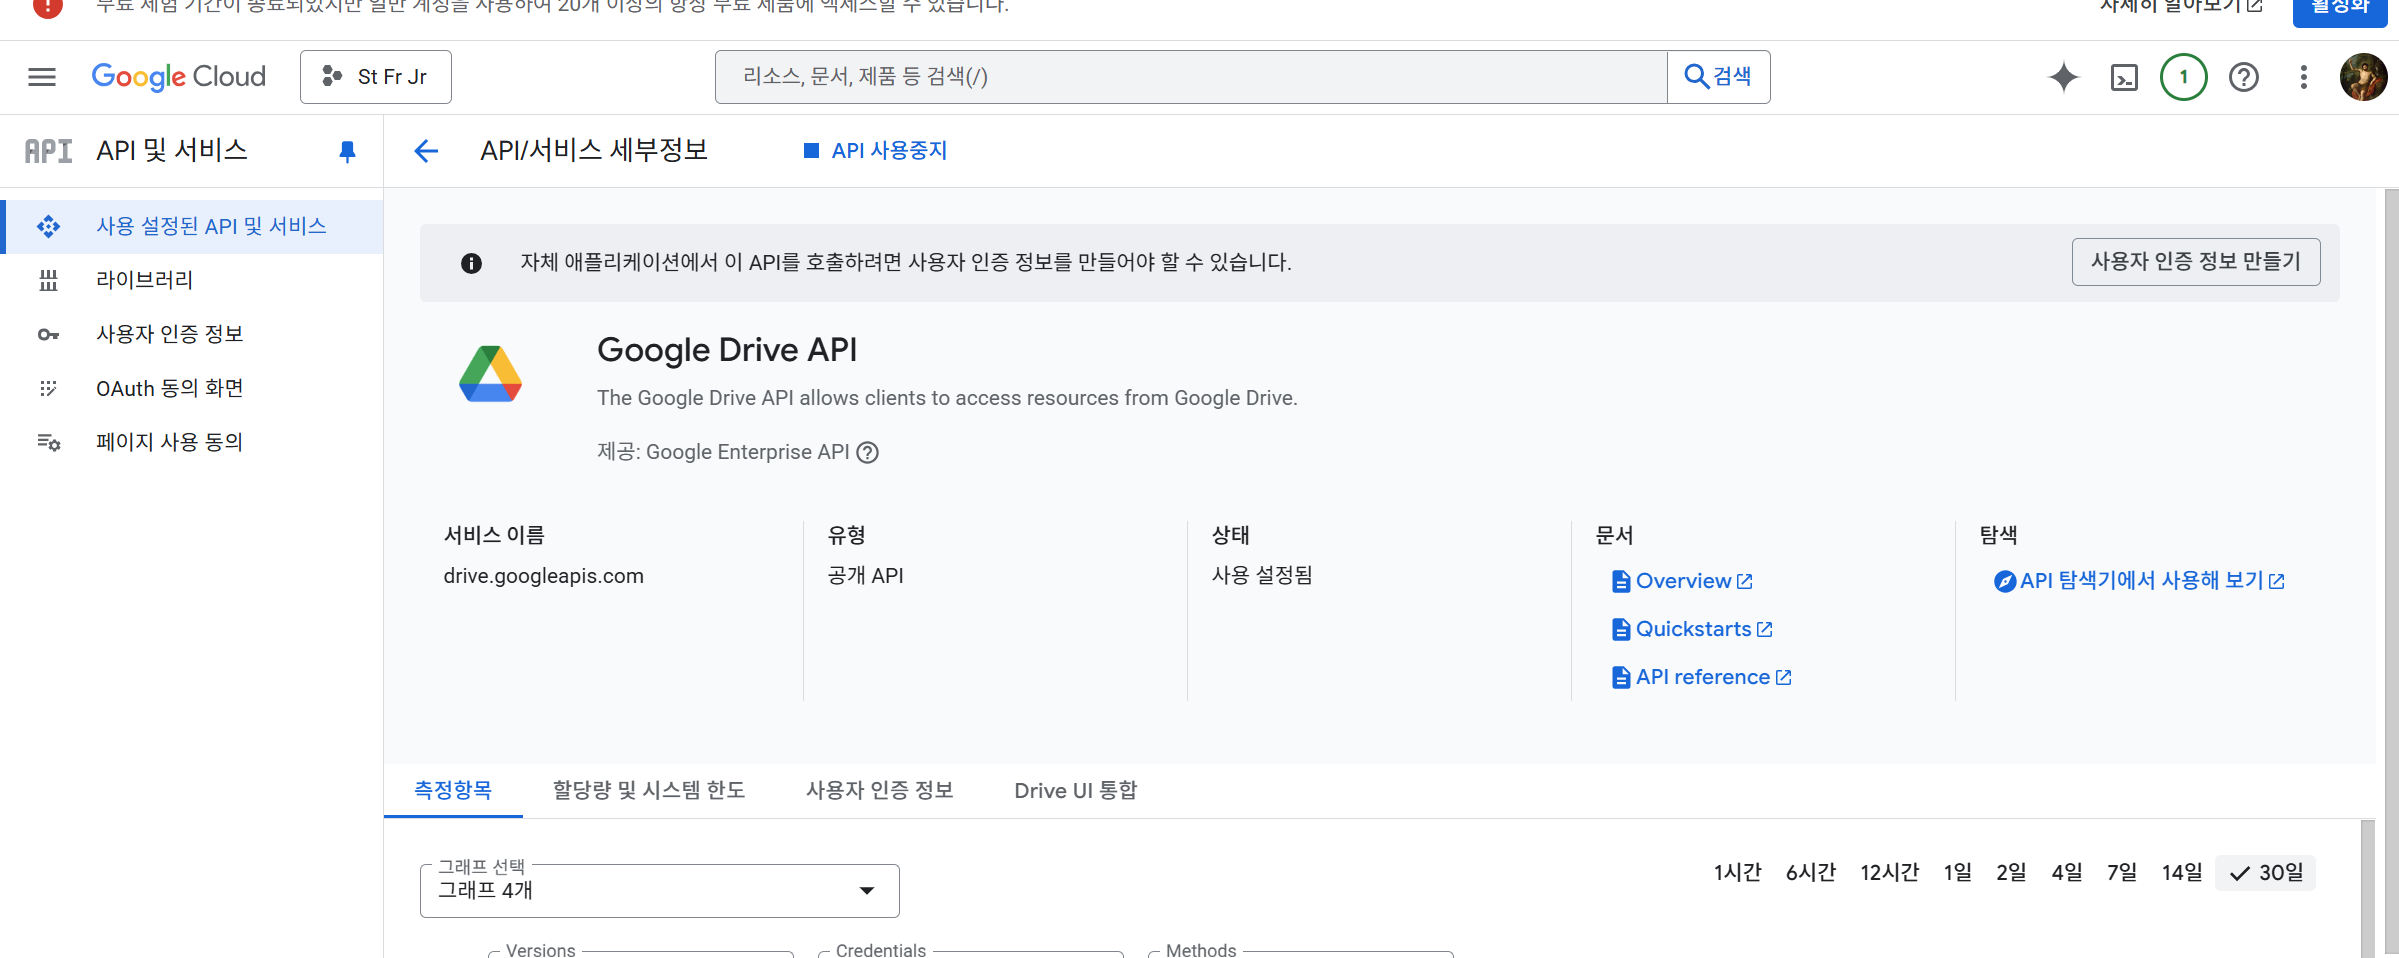 무료 체험 기간이 종료되었지만 일반 계정을 사용하여 20개 이상의 항상 무료 제품에 액세스할 수 있습니다.
자세히 알아보기
활성화
Google Cloud
St Fr Jr
리소스, 문서, 제품 등 검색(/)
검색
1
API
API 및 서비스
API/서비스 세부정보
API 사용중지
사용 설정된 API 및 서비스
라이브러리
사용자 인증 정보
OAuth 동의 화면
페이지 사용 동의
자체 애플리케이션에서 이 API를 호출하려면 사용자 인증 정보를 만들어야 할 수 있습니다.
사용자 인증 정보 만들기
Google Drive API
The Google Drive API allows clients to access resources from Google Drive.
제공: Google Enterprise API
서비스 이름
drive.googleapis.com
유형
공개 API
상태
사용 설정됨
문서
Overview
Quickstarts
API reference
탐색
API 탐색기에서 사용해 보기
측정항목
할당량 및 시스템 한도
사용자 인증 정보
Drive UI 통합
그래프 선택
그래프 4개
1시간 6시간 12시간 1일 2일 4일 7일 14일 30일
Versions
Credentials
Methods